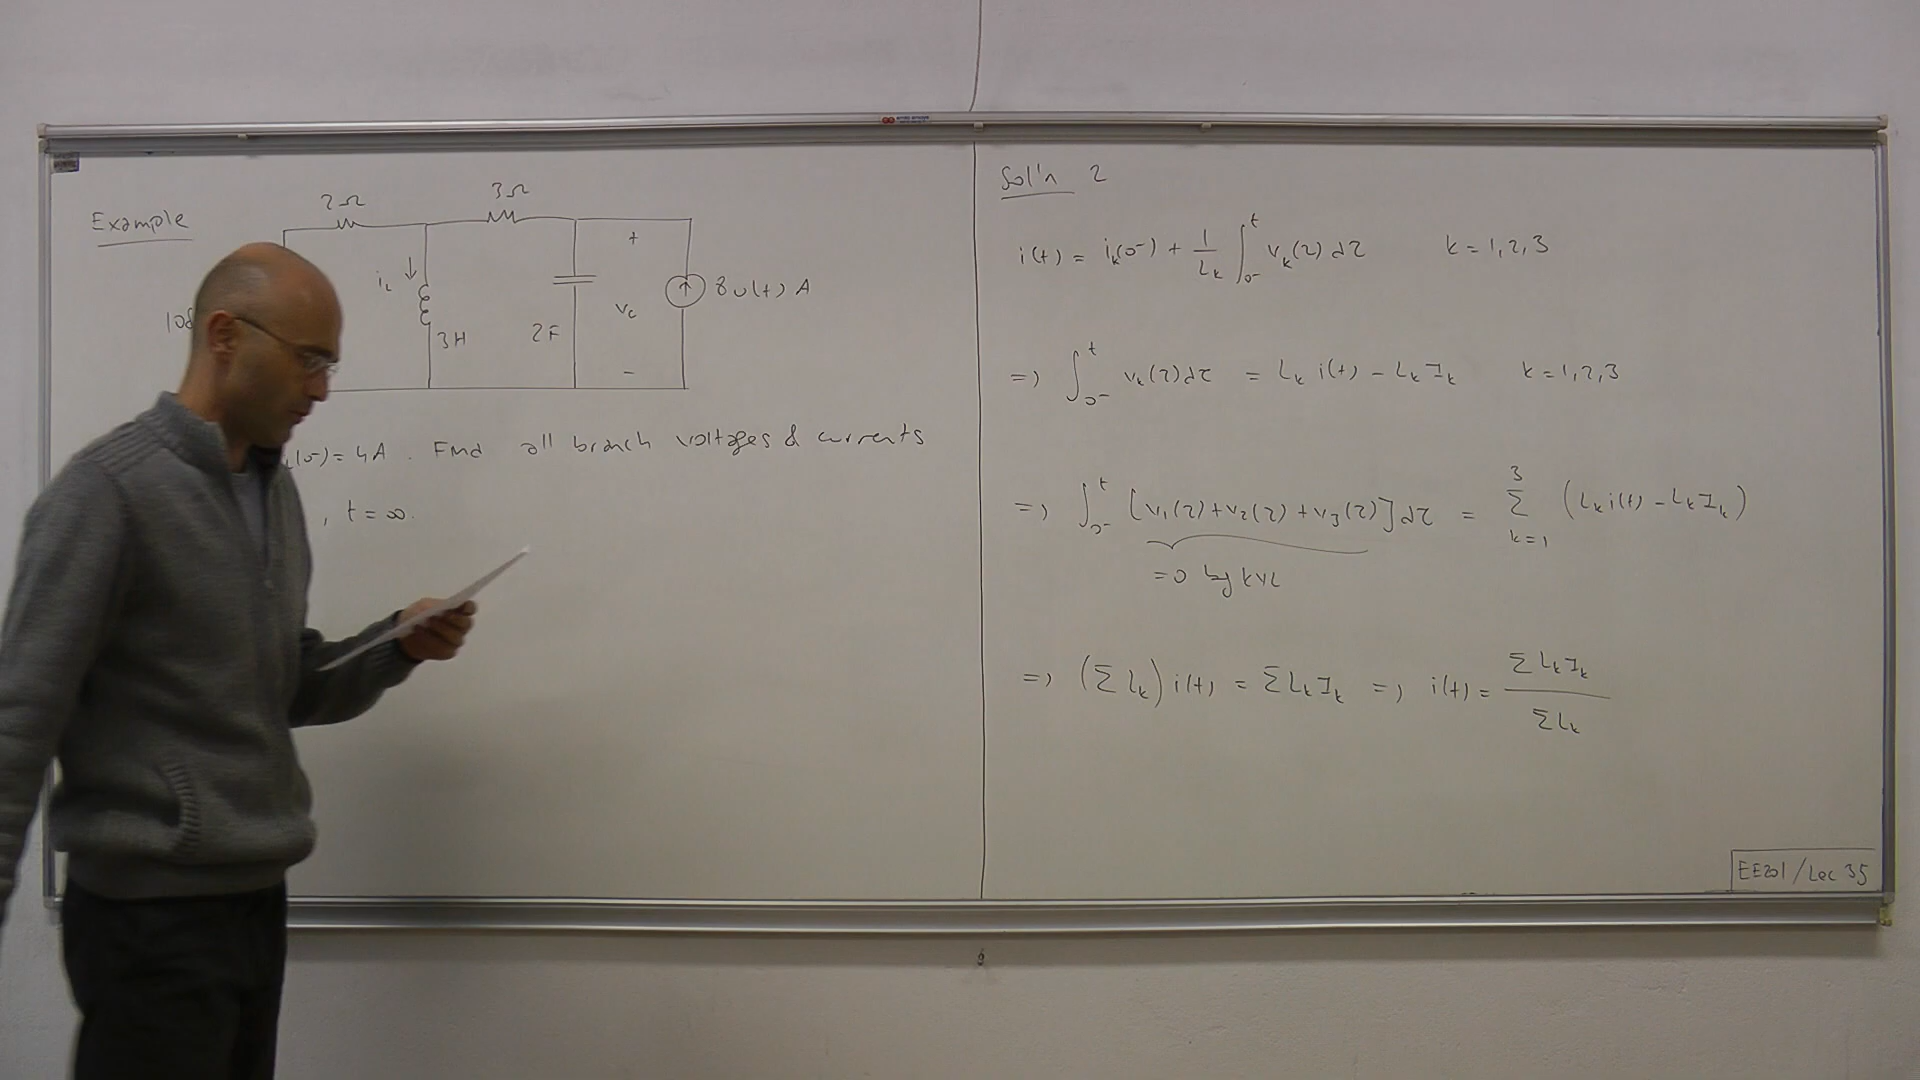 Example
2Ω
3Ω
i_L
3H
2F
+
v_c
-
8u(t) A
10δ
(0⁻) = 4A . Find all branch voltages & currents
, t = ∞.
Sol'n 2
i(t) = i_k(0⁻) + 1/L_k ∫_{0⁻}^{t} v_k(τ) dτ k = 1,2,3
=> ∫_{0⁻}^{t} v_k(τ) dτ = L_k i(t) - L_k I_k k = 1,2,3
=> ∫_{0⁻}^{t} [v_1(τ) + v_2(τ) + v_3(τ)] dτ = Σ_{k=1}^{3} (L_k i(t) - L_k I_k)
= 0 by KVL
=> (Σ L_k) i(t) = Σ L_k I_k => i(t) = Σ L_k I_k / Σ L_k
EE201 / Lec 35